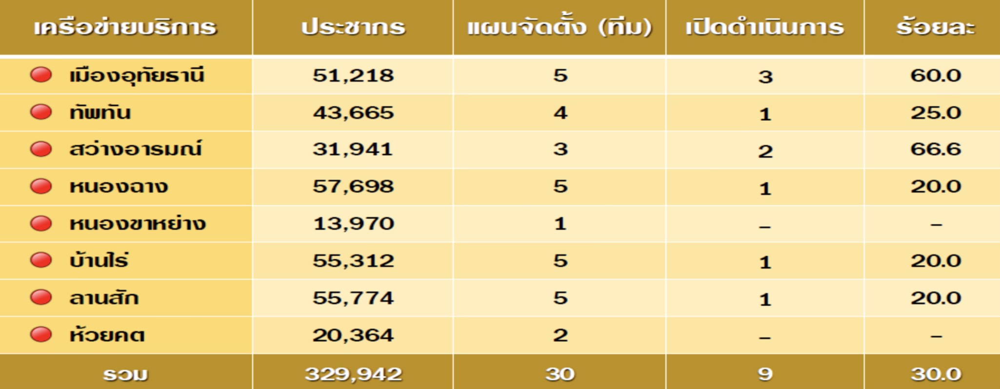 เครือข่ายบริการ ประชากร แผนจัดตั้ง (ทีม) เปิดดำเนินการ ร้อยละ
เมืองอุทัยธานี 51,218 5 3 60.0
ทัพทัน 43,665 4 1 25.0
สว่างอารมณ์ 31,941 3 2 66.6
หนองฉาง 57,698 5 1 20.0
หนองขาหย่าง 13,970 1 - -
บ้านไร่ 55,312 5 1 20.0
ลานสัก 55,774 5 1 20.0
ห้วยคต 20,364 2 - -
รวม 329,942 30 9 30.0